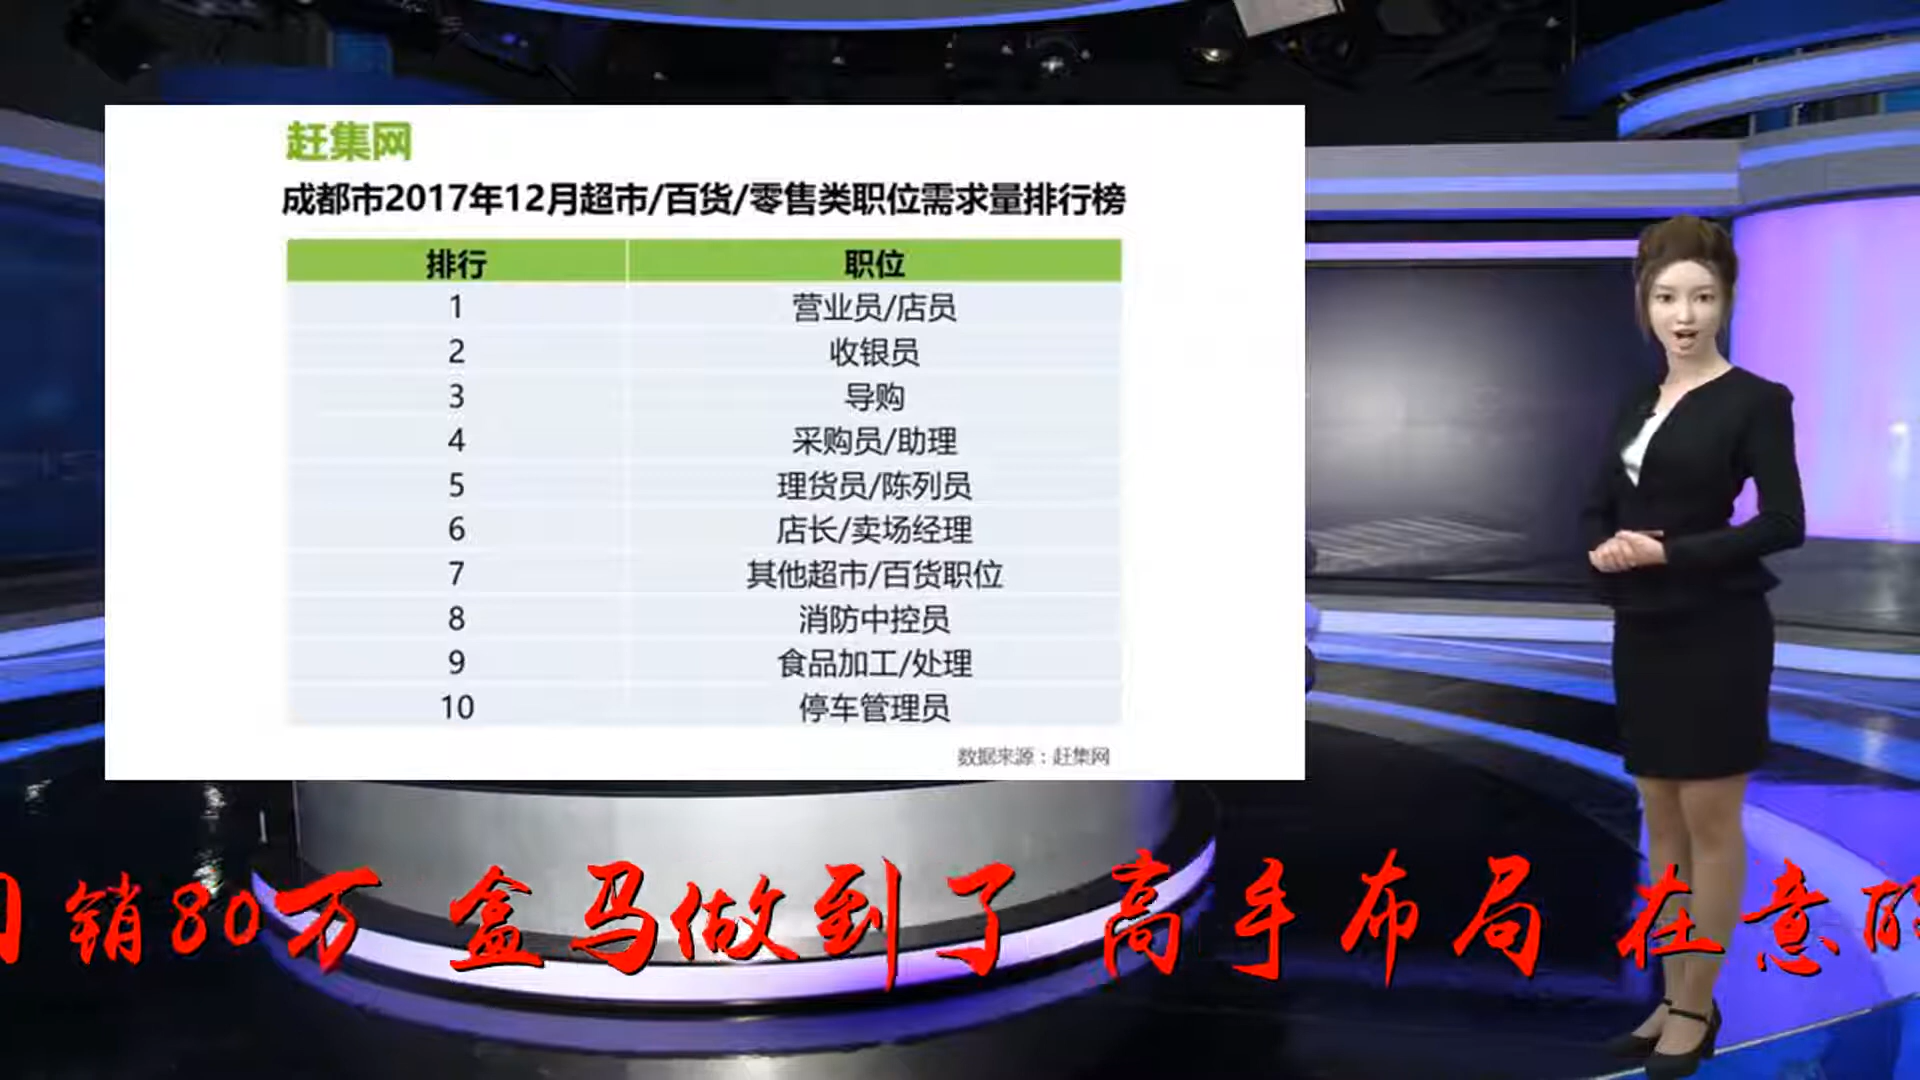 赶集网
成都市2017年12月超市/百货/零售类职位需求量排行榜
排行 职位
1 营业员/店员
2 收银员
3 导购
4 采购员/助理
5 理货员/陈列员
6 店长/卖场经理
7 其他超市/百货职位
8 消防中控员
9 食品加工/处理
10 停车管理员
数据来源：赶集网
销80万 盒马做到了 高手布局 在意